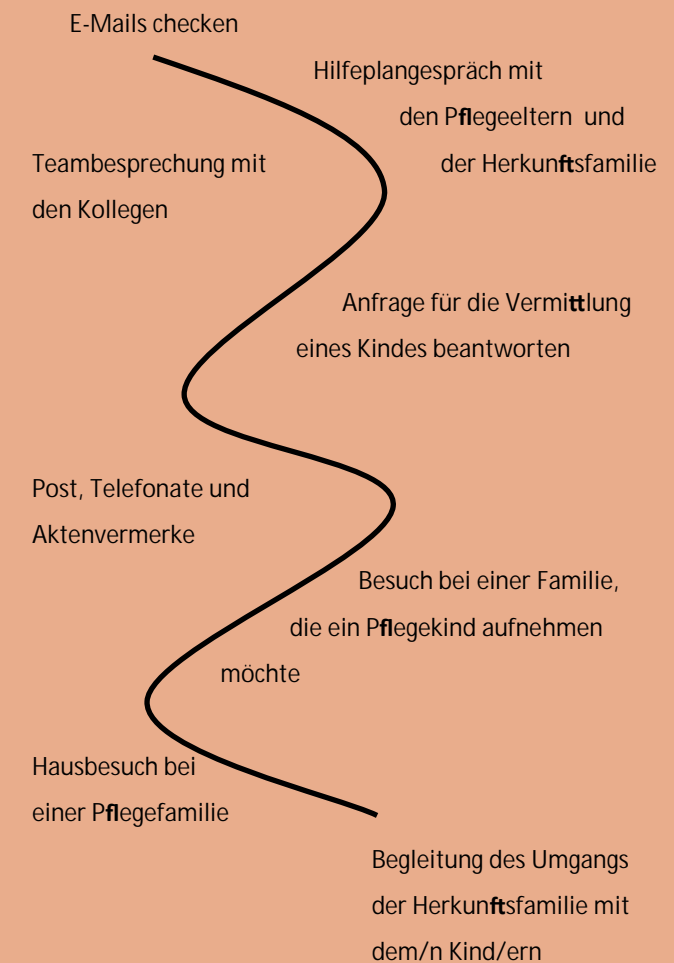 E-Mails checken
Hilfeplangespräch mit
den Pflegeeltern und
der Herkunftsfamilie
Teambesprechung mit
den Kollegen
Anfrage für die Vermittlung
eines Kindes beantworten
Post, Telefonate und
Aktenvermerke
Besuch bei einer Familie,
die ein Pflegekind aufnehmen
möchte
Hausbesuch bei
einer Pflegefamilie
Begleitung des Umgangs
der Herkunftsfamilie mit
dem/n Kind/ern